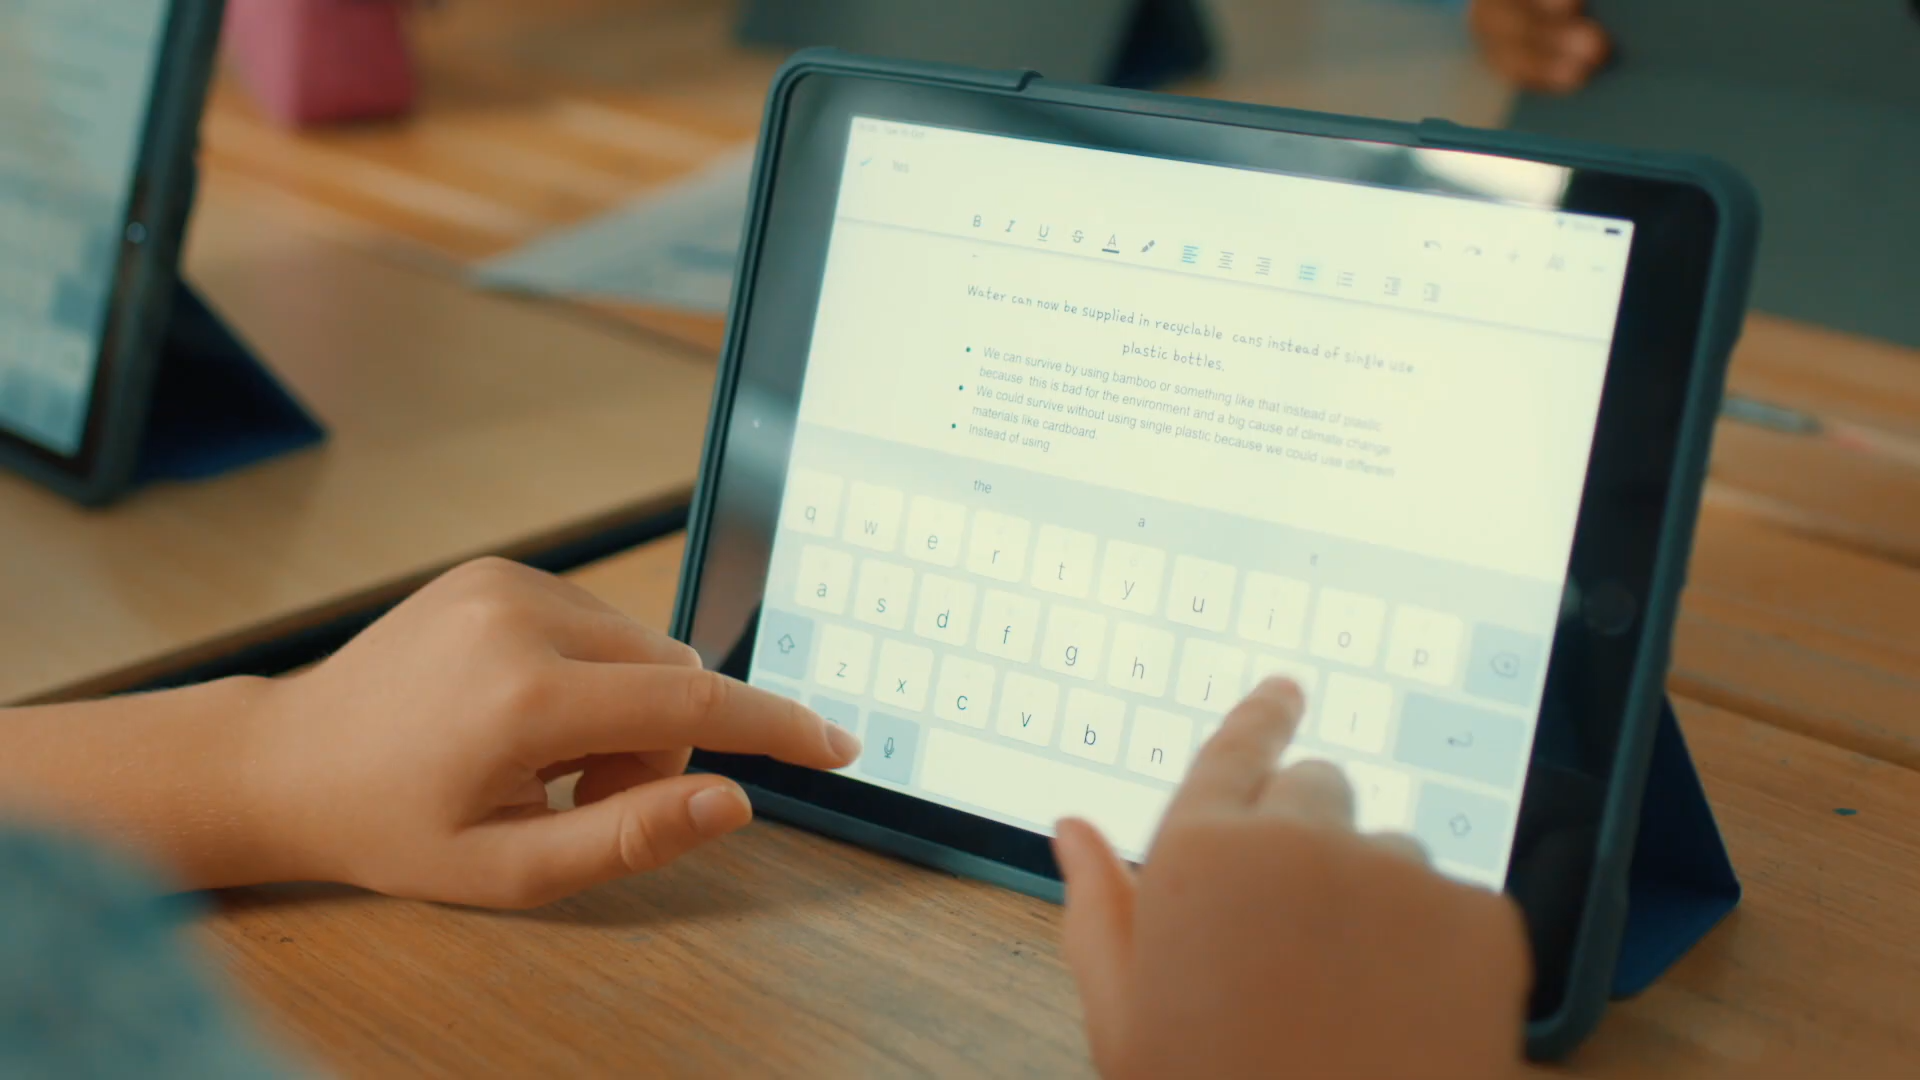 B I U S A
Water can now be supplied in recyclable cans instead of single use
plastic bottles.
We can survive by using bamboo or something like that instead of plastic
because this is bad for the environment and a big cause of climate change
We could survive without using single plastic because we could use different
materials like cardboard.
Instead of using
the a
q w e r t y u i o p
a s d f g h j l
z x c v b n